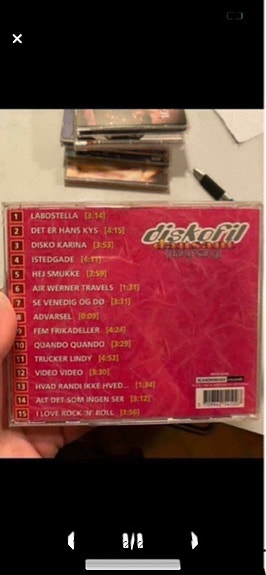 diskofil
dansable
1 LABOSTELLA [3:14]
2 DET ER HANS KYS [4:15]
3 DISKO KARINA [3:53]
4 ISTEDGADE [4:11]
5 HEJ SMUKKE [3:59]
6 AIR WERNER TRAVELS [1:31]
7 SE VENEDIG OG DØ [3:31]
8 ADVARSEL [0:09]
9 FEM FRIKADELLER [4:24]
10 QUANDO QUANDO [3:29]
11 TRUCKER LINDY [4:52]
12 VIDEO VIDEO [3:30]
13 HVAD RANDI IKKE HVED... [1:34]
14 ALT DET SOM INGEN SER [3:12]
15 I LOVE ROCK 'N' ROLL [3:56]
2/2